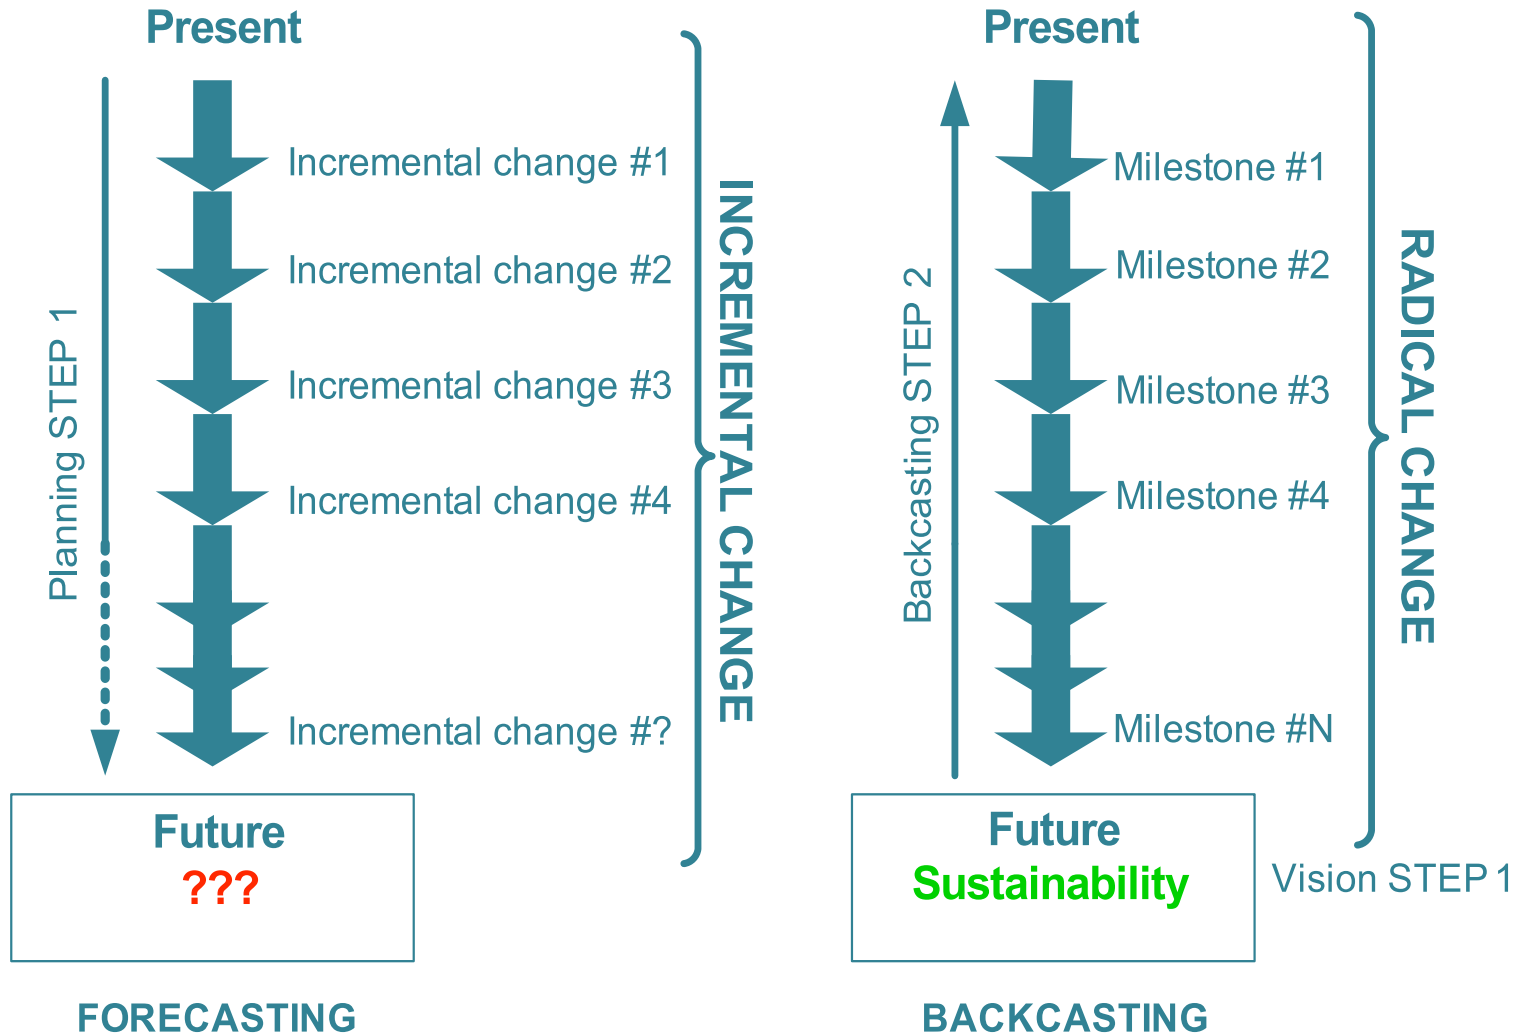 Present
Planning STEP 1
Incremental change #1
Incremental change #2
Incremental change #3
Incremental change #4
Incremental change #?
INCREMENTAL CHANGE
Future
???
FORECASTING
Present
Backcasting STEP 2
Milestone #1
Milestone #2
Milestone #3
Milestone #4
Milestone #N
RADICAL CHANGE
Future
Sustainability
Vision STEP 1
BACKCASTING